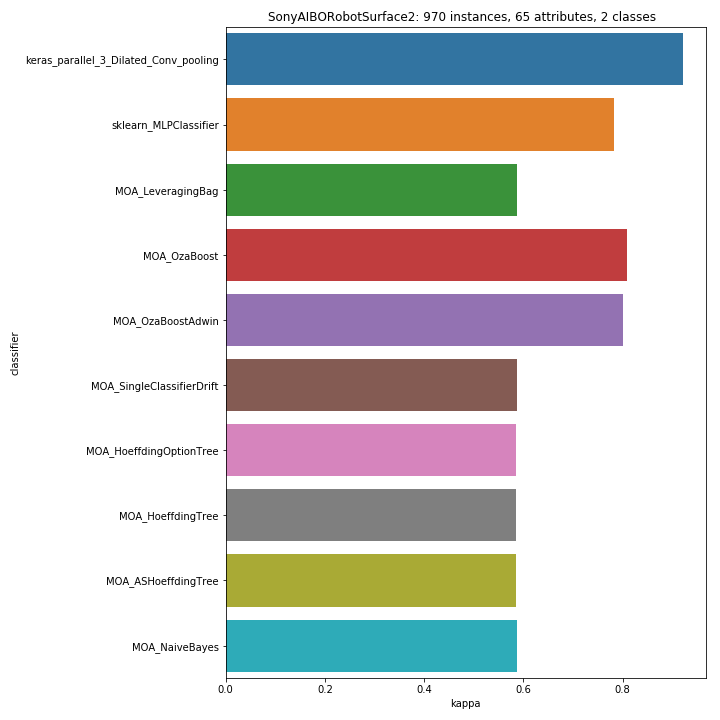 SonyAIBORobotSurface2: 970 instances, 65 attributes, 2 classes
keras_parallel_3_Dilated_Conv_pooling
sklearn_MLPClassifier
MOA_LeveragingBag
MOA_OzaBoost
MOA_OzaBoostAdwin
classifier
MOA_SingleClassifierDrift
MOA_HoeffdingOptionTree
MOA_HoeffdingTree
MOA_ASHoeffdingTree
MOA_NaiveBayes
0.0 0.2 0.4 0.6 0.8
kappa